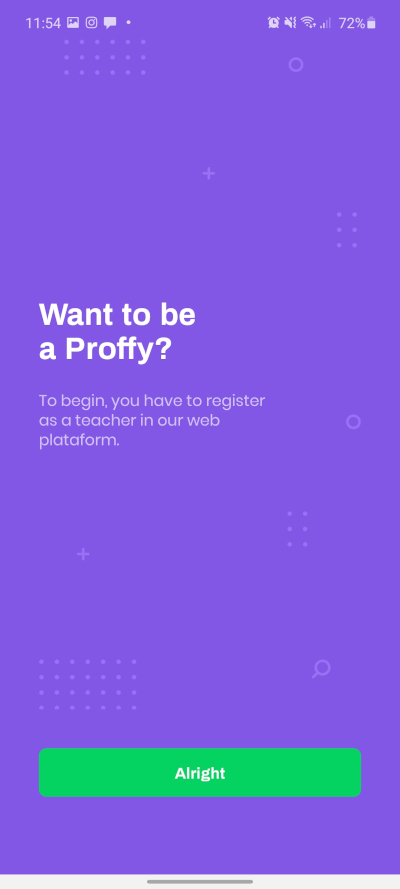 11:54
72%
Want to be
a Proffy?
To begin, you have to register
as a teacher in our web
plataform.
Alright